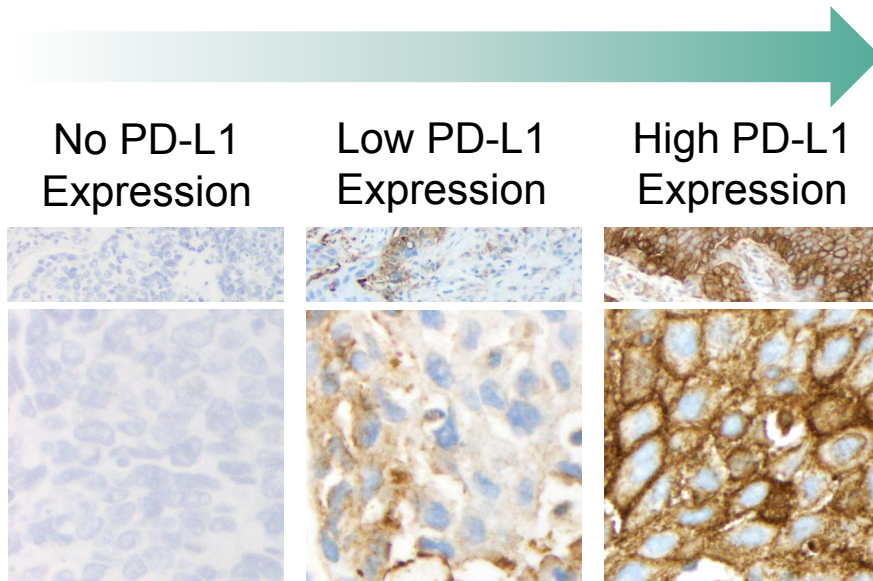 No PD-L1
Expression
Low PD-L1
Expression
High PD-L1
Expression